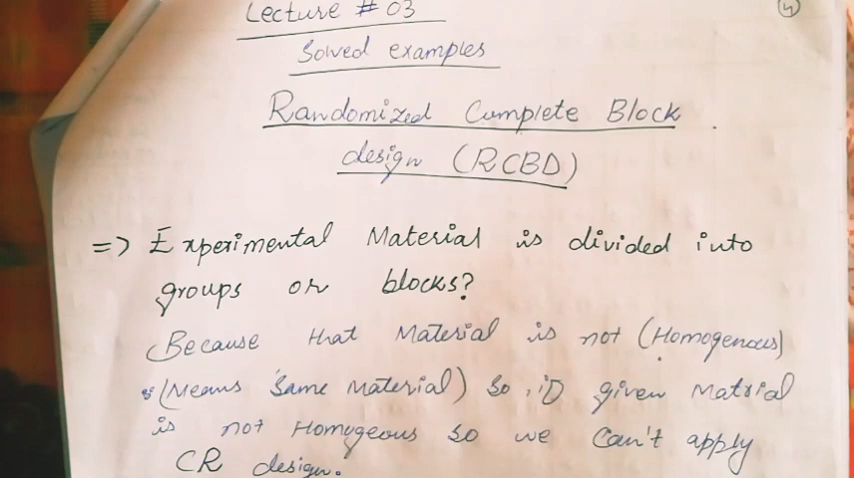 Lecture # 03
Solved examples
Randomized Complete Block
design (RCBD)
=> Experimental Material is divided into
groups or blocks?
(Because that Material is not (Homogenous)
(Means Same material) So, if given Matrial
is not Homogeous so we can't apply
CR design.